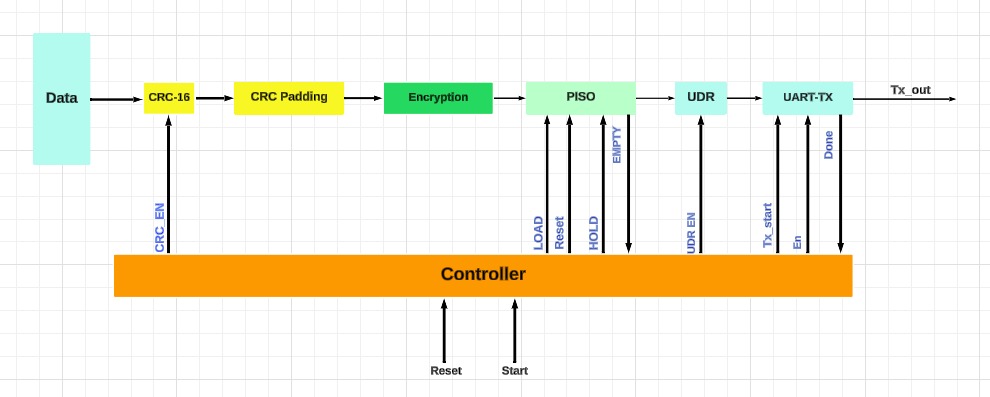 Data
CRC-16
CRC Padding
Encryption
PISO
UDR
UART-TX
Tx_out
CRC_EN
LOAD
Reset
HOLD
EMPTY
UDR EN
Tx_start
En
Done
Controller
Reset
Start